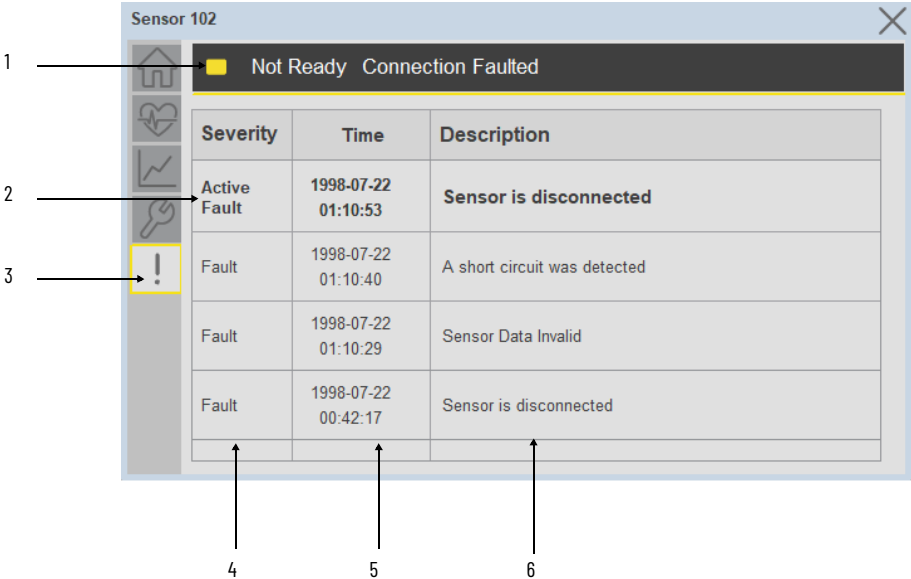 Sensor 102
1
Not Ready Connection Faulted
Severity Time Description
2
Active Fault
1998-07-22
01:10:53
Sensor is disconnected
3
Fault
1998-07-22
01:10:40
A short circuit was detected
Fault
1998-07-22
01:10:29
Sensor Data Invalid
Fault
1998-07-22
00:42:17
Sensor is disconnected
4 5 6